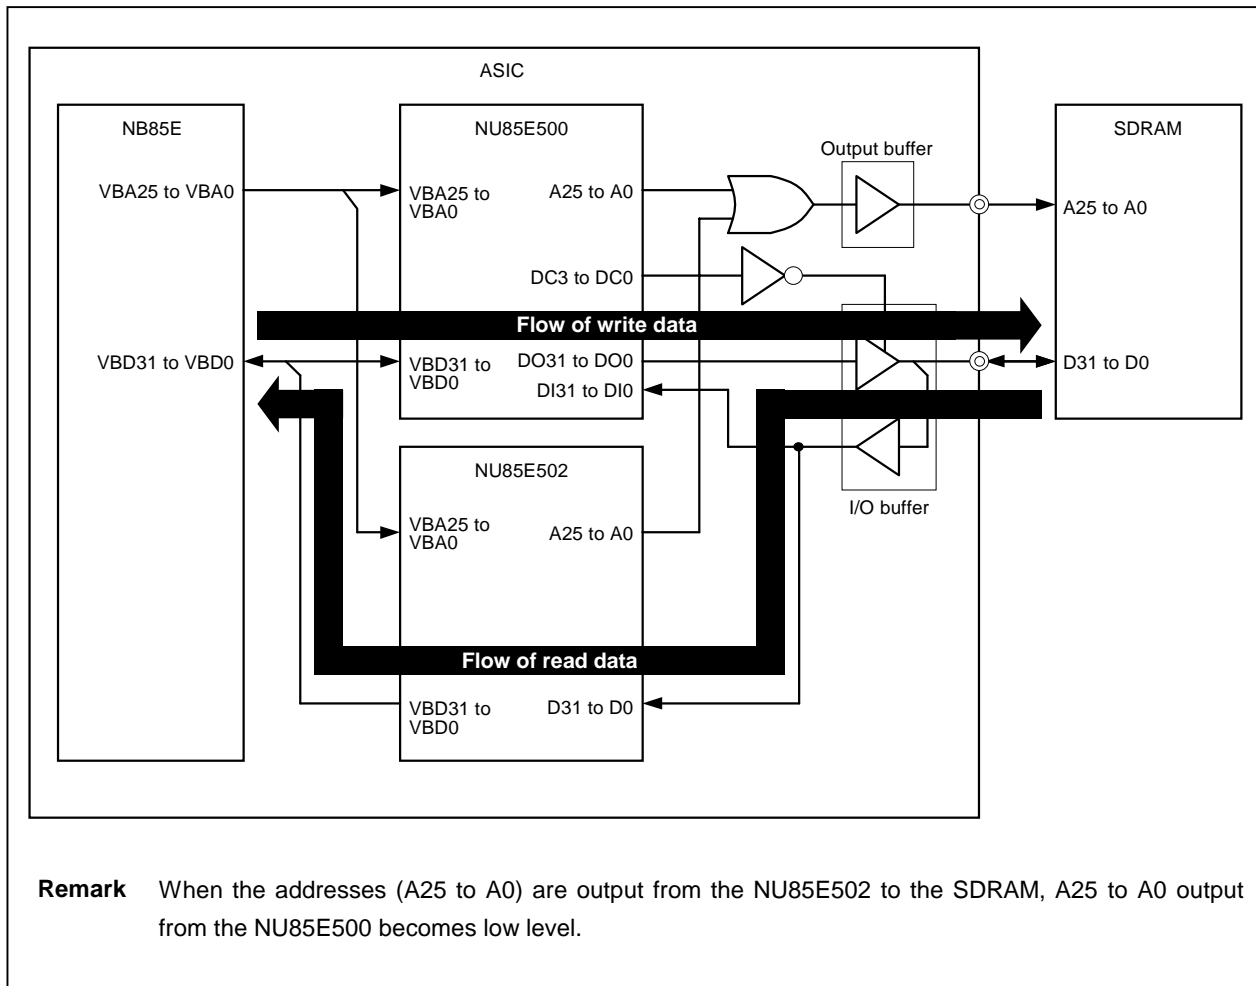 ASIC
NB85E
NU85E500
SDRAM
Output buffer
VBA25 to VBA0
VBA25 to
VBA0
A25 to A0
A25 to A0
DC3 to DC0
Flow of write data
VBD31 to VBD0
VBD31 to
VBD0
DO31 to DO0
DI31 to DI0
D31 to D0
NU85E502
I/O buffer
VBA25 to
VBA0
A25 to A0
Flow of read data
VBD31 to
VBD0
D31 to D0
Remark When the addresses (A25 to A0) are output from the NU85E502 to the SDRAM, A25 to A0 output
from the NU85E500 becomes low level.